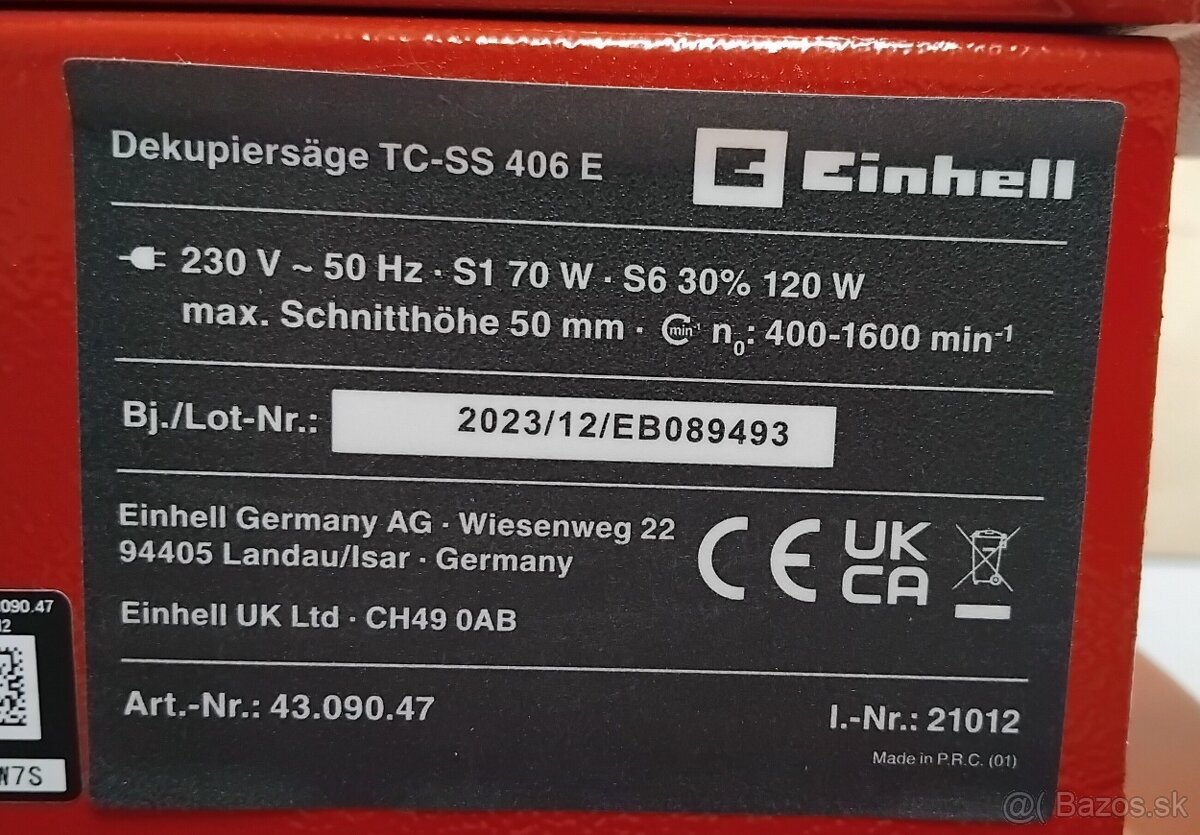 Dekupiersäge TC-SS 406 E
Einhell
230 V ~ 50 Hz · S1 70 W · S6 30% 120 W
max. Schnitthöhe 50 mm · min⁻¹ n₀: 400-1600 min⁻¹
Bj./Lot-Nr.: 2023/12/EB089493
Einhell Germany AG · Wiesenweg 22
94405 Landau/Isar · Germany
CE UK CA
Einhell UK Ltd · CH49 0AB
Art.-Nr.: 43.090.47
I.-Nr.: 21012
Made in P.R.C. (01)
090.47
W7S
Bazos.sk